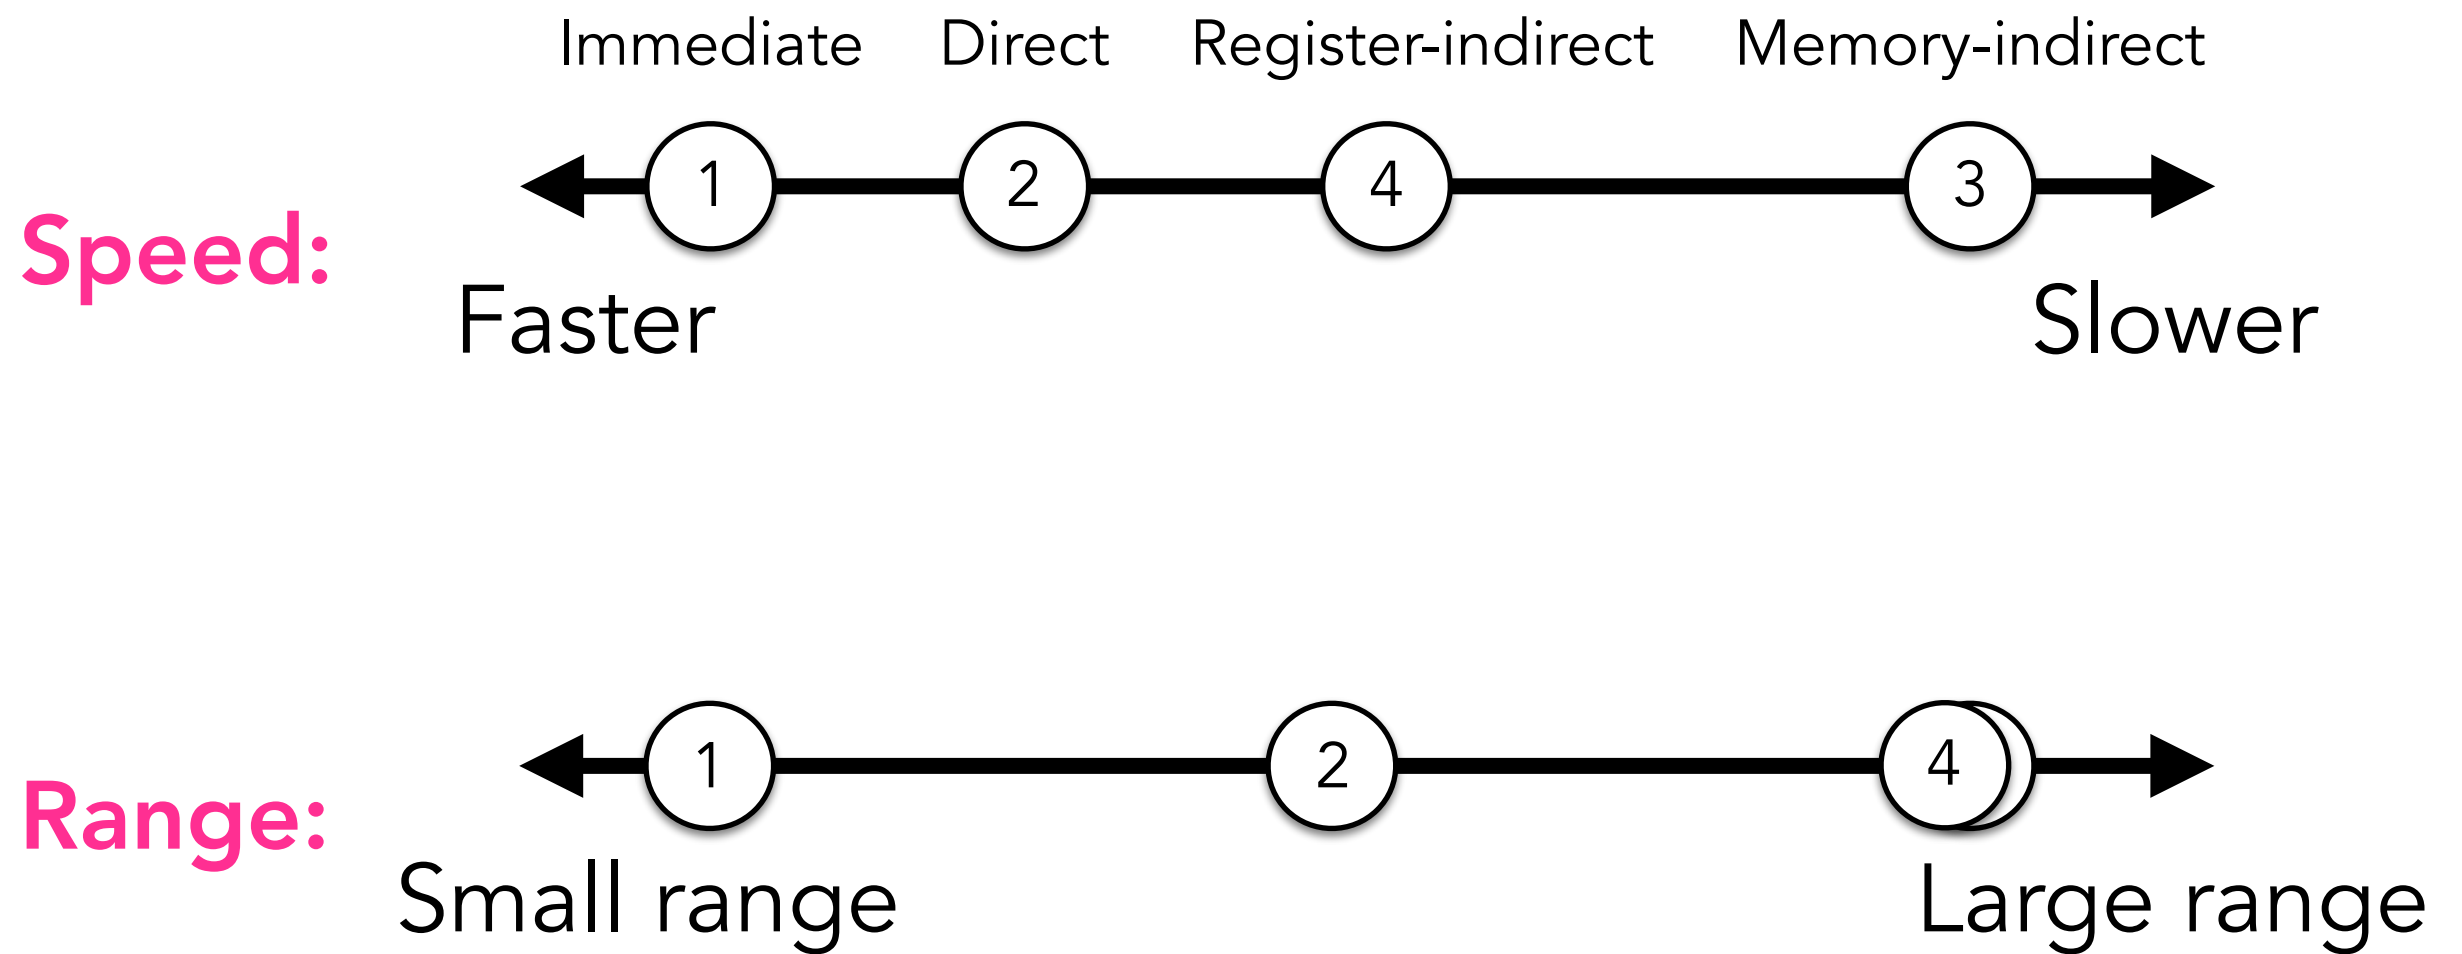 Immediate Direct Register-indirect Memory-indirect
1 2 4 3
Speed:
Faster Slower
1 2 4
Range:
Small range Large range